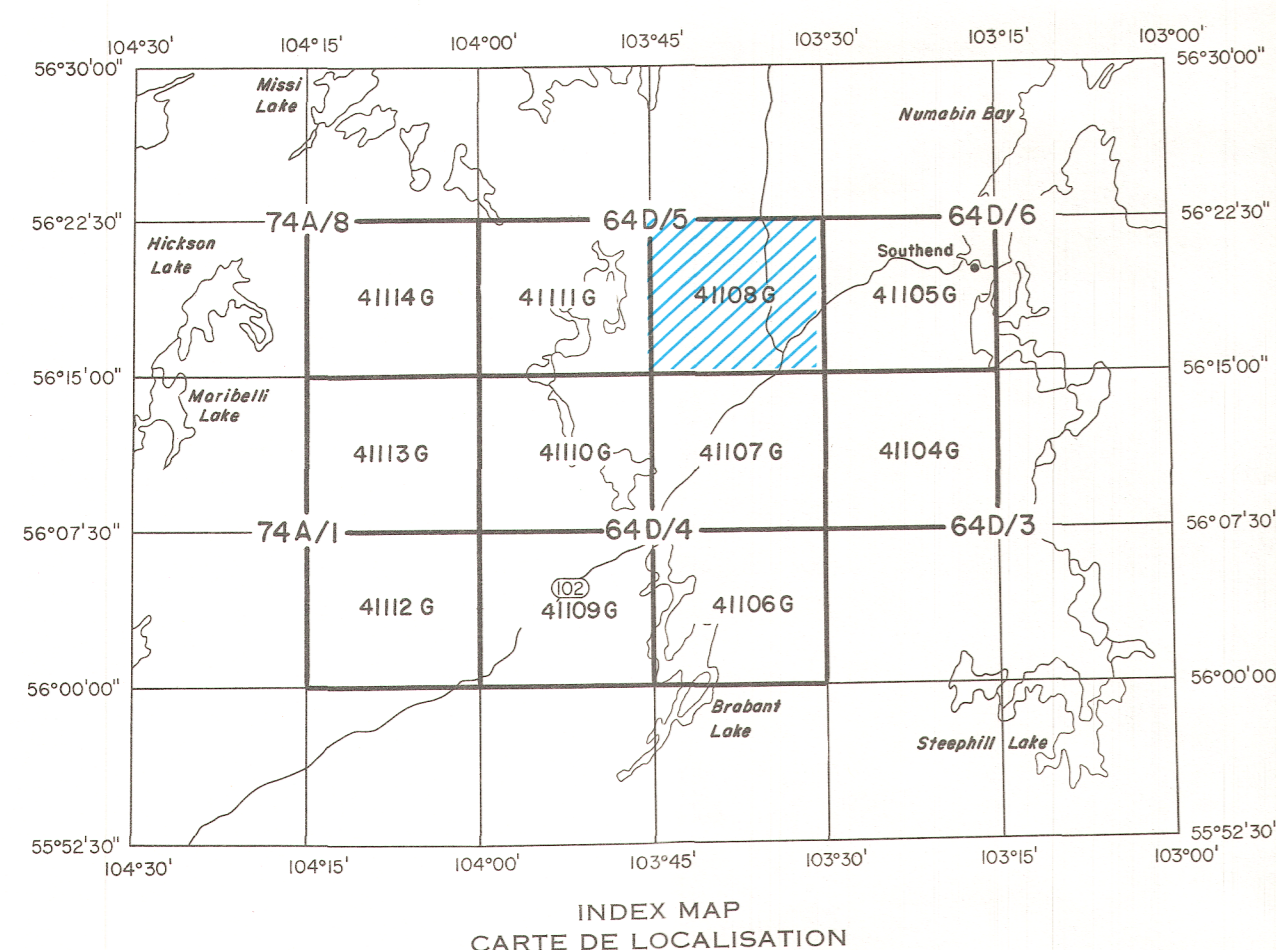 104°30' 104°15' 104°00' 103°45' 103°30' 103°15' 103°00'
56°30'00" 56°30'00"
Missi
Lake
Numabin Bay
56°22'30" 74A/8 64D/5 64D/6 56°22'30"
Hickson
Lake
Southend
41114G 41111G 41108G 41105G
56°15'00" 56°15'00"
Maribelli
Lake
41113G 41110G 41107G 41104G
56°07'30" 74A/1 64D/4 64D/3 56°07'30"
102
41112G 41109G 41106G
56°00'00" 56°00'00
Brabant
Lake
Steephill Lake
55°52'30" 55°52'30"
104°30' 104°15' 104°00' 103°45' 103°30' 103°15' 103°00'
INDEX MAP
CARTE DE LOCALISATION